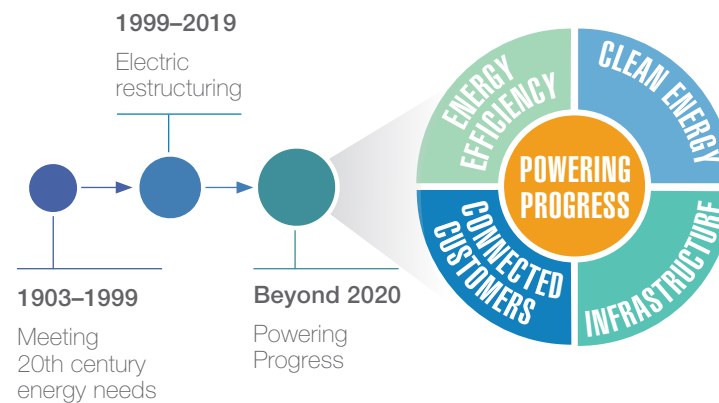 1999–2019
Electric
restructuring
1903–1999
Meeting
20th century
energy needs
Beyond 2020
Powering
Progress
ENERGY
EFFICIENCY
CLEAN ENERGY
POWERING
PROGRESS
CONNECTED
CUSTOMERS
INFRASTRUCTURE